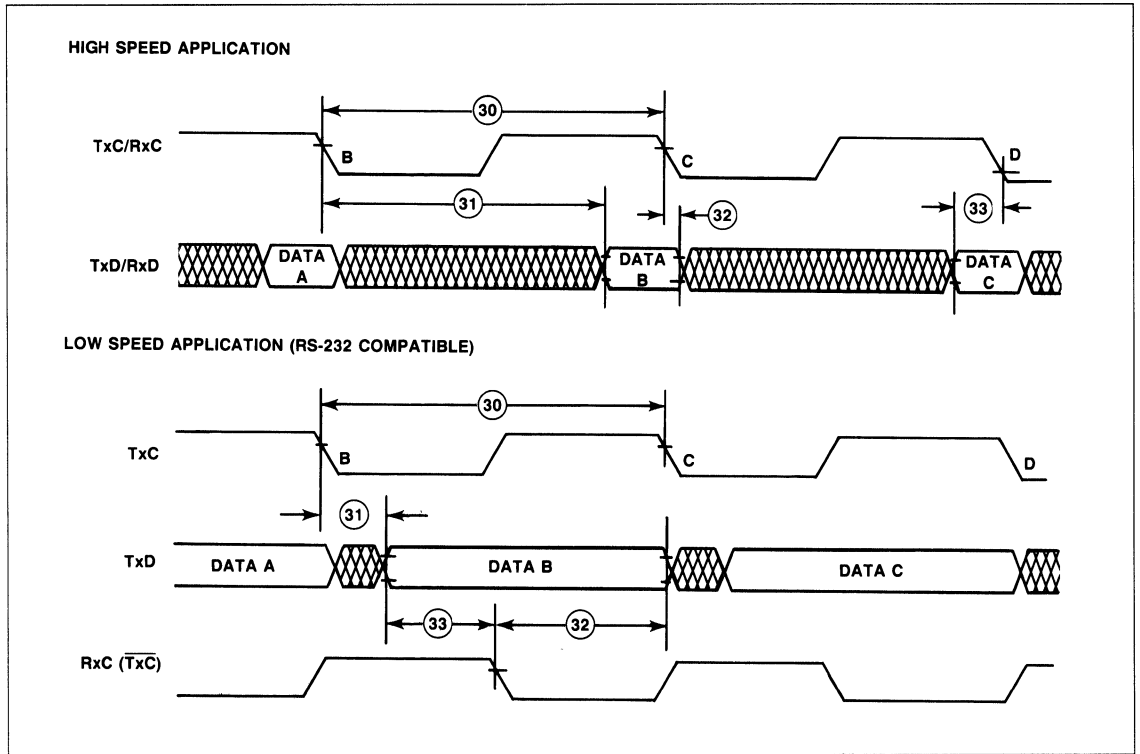 HIGH SPEED APPLICATION
30
TxC/RxC
B
C
D
31
32
33
TxD/RxD
DATA A
DATA B
DATA C
LOW SPEED APPLICATION (RS-232 COMPATIBLE)
30
TxC
B
C
D
31
TxD
DATA A
DATA B
DATA C
33
32
RxC (T̅x̅C̅)